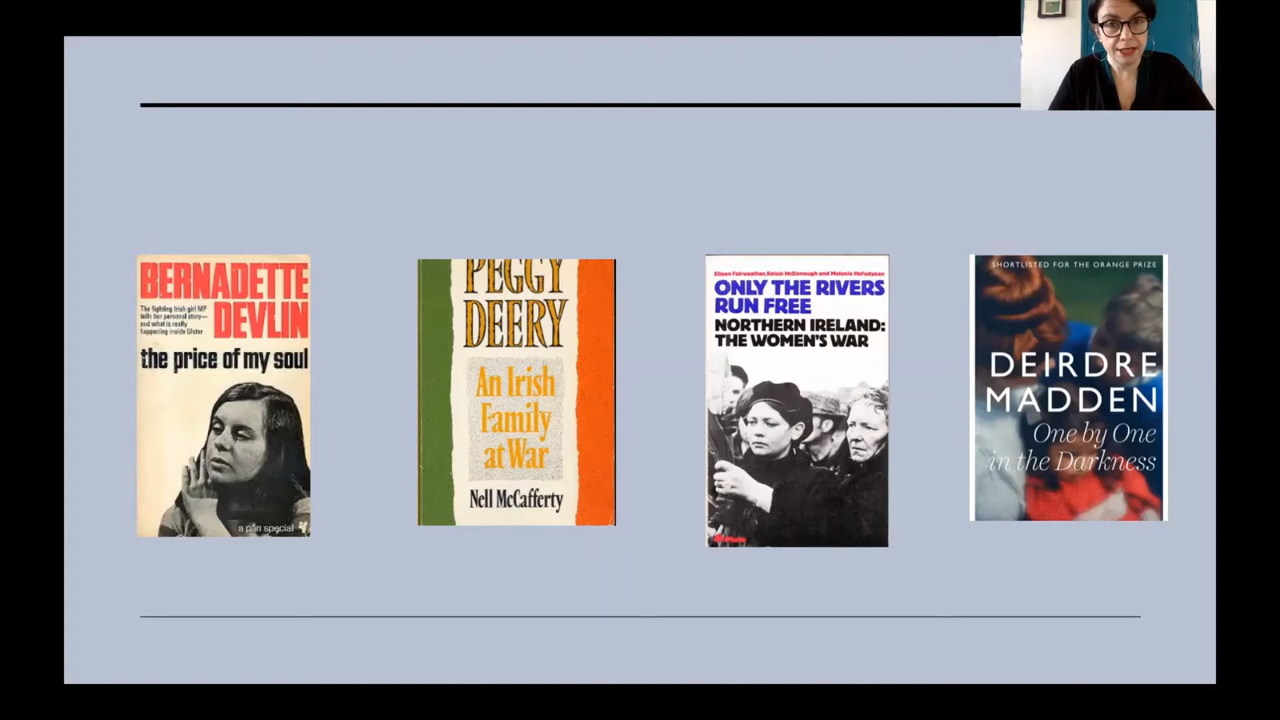 BERNADETTE
DEVLIN
The fighting Irish girl MP
tells her personal story—
and what is really
happening inside Ulster
the price of my soul
a pan special
PEGGY
DEERY
An Irish
Family
at War
Nell McCafferty
Eileen Fairweather, Roisin McDonough and Melanie McFadyean
ONLY THE RIVERS
RUN FREE
NORTHERN IRELAND:
THE WOMEN'S WAR
SHORTLISTED FOR THE ORANGE PRIZE
DEIRDRE
MADDEN
One by One
in the Darkness